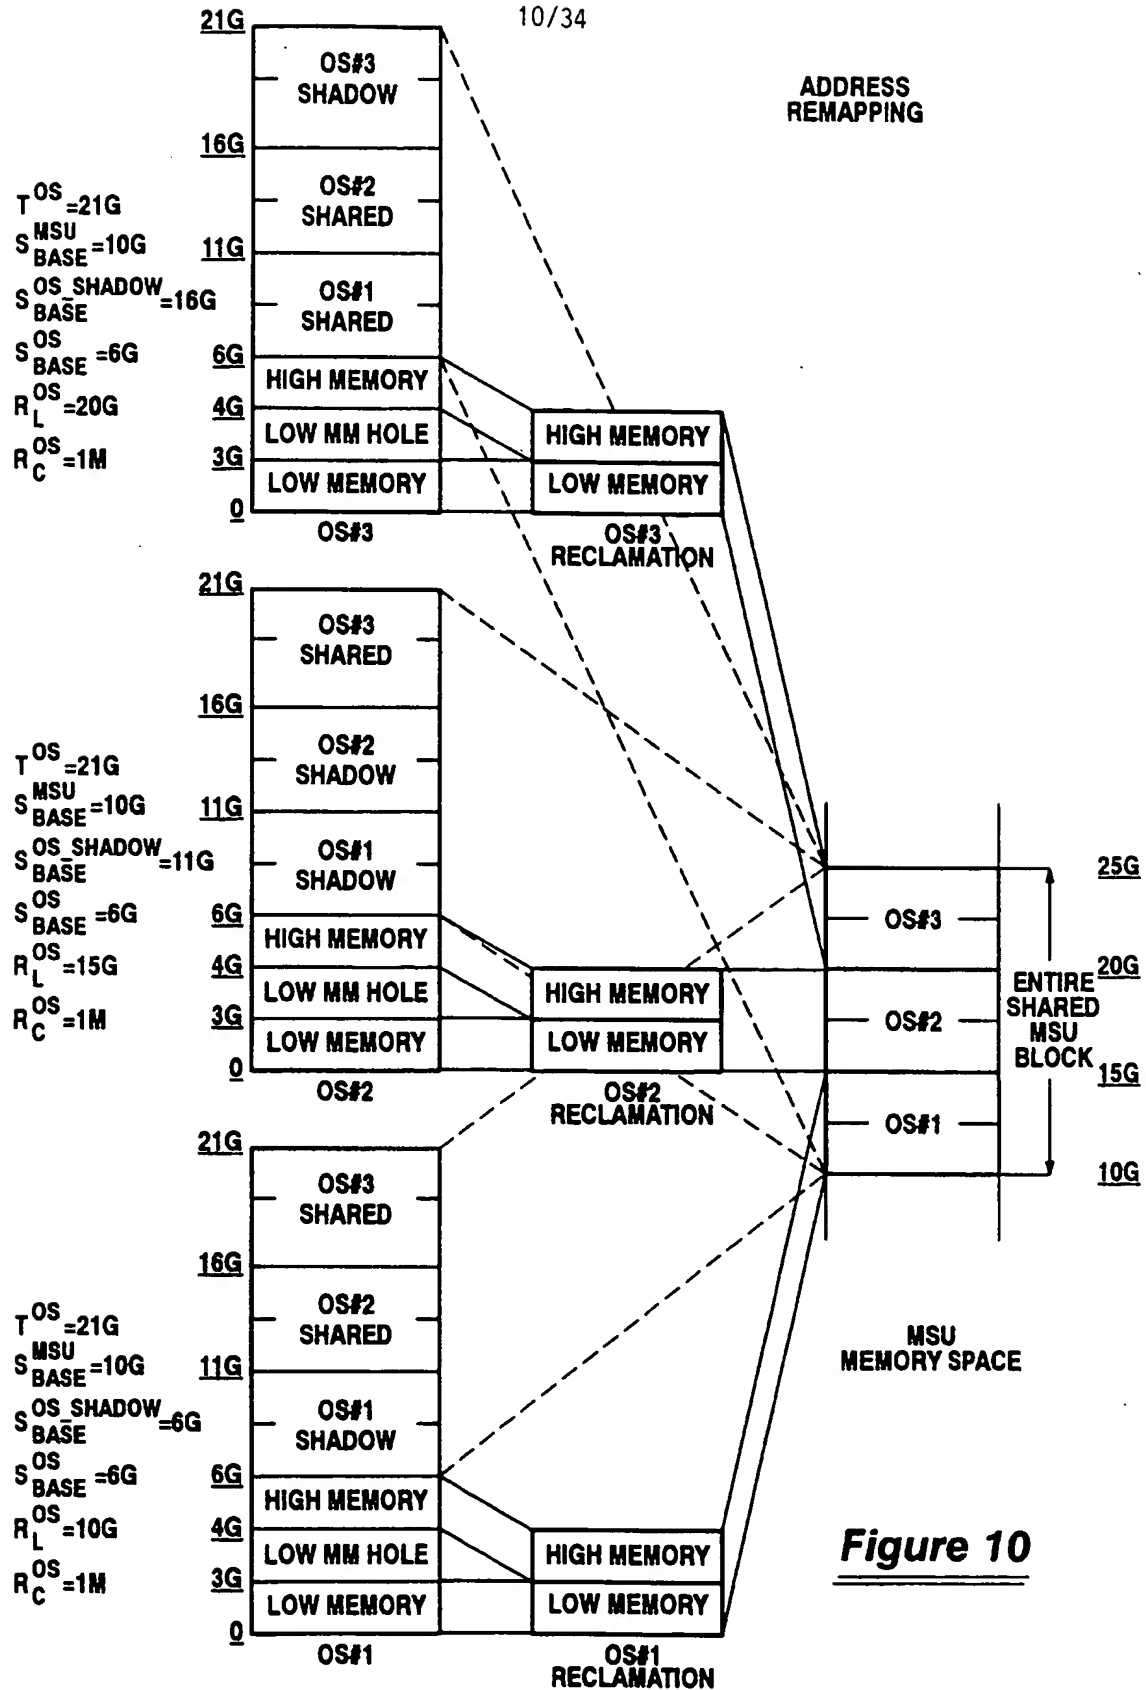 10/34
ADDRESS
REMAPPING
21G
OS#3
SHADOW
16G
OS#2
SHARED
11G
OS#1
SHARED
6G
HIGH MEMORY
4G
LOW MM HOLE
3G
LOW MEMORY
0
OS#3
T OS =21G
S MSU BASE =10G
S OS_SHADOW BASE =16G
S OS BASE =6G
R OS L =20G
R OS C =1M
HIGH MEMORY
LOW MEMORY
OS#3
RECLAMATION
21G
OS#3
SHARED
16G
OS#2
SHADOW
11G
OS#1
SHADOW
6G
HIGH MEMORY
4G
LOW MM HOLE
3G
LOW MEMORY
0
OS#2
T OS =21G
S MSU BASE =10G
S OS_SHADOW BASE =11G
S OS BASE =6G
R OS L =15G
R OS C =1M
HIGH MEMORY
LOW MEMORY
OS#2
RECLAMATION
21G
OS#3
SHARED
16G
OS#2
SHARED
11G
OS#1
SHADOW
6G
HIGH MEMORY
4G
LOW MM HOLE
3G
LOW MEMORY
0
OS#1
T OS =21G
S MSU BASE =10G
S OS_SHADOW BASE =6G
S OS BASE =6G
R OS L =10G
R OS C =1M
HIGH MEMORY
LOW MEMORY
OS#1
RECLAMATION
25G
OS#3
20G
OS#2
15G
OS#1
10G
ENTIRE
SHARED
MSU
BLOCK
MSU
MEMORY SPACE
Figure 10